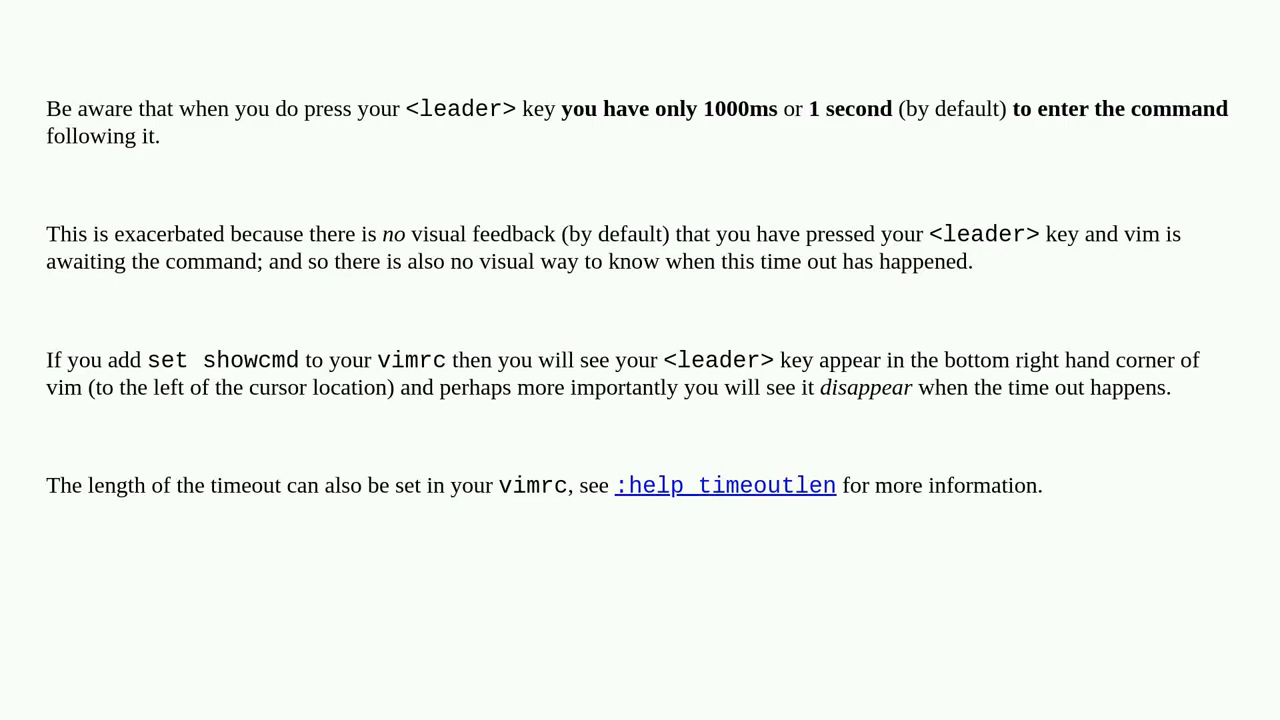 Be aware that when you do press your <leader> key you have only 1000ms or 1 second (by default) to enter the command
following it.
This is exacerbated because there is no visual feedback (by default) that you have pressed your <leader> key and vim is
awaiting the command; and so there is also no visual way to know when this time out has happened.
If you add set showcmd to your vimrc then you will see your <leader> key appear in the bottom right hand corner of
vim (to the left of the cursor location) and perhaps more importantly you will see it disappear when the time out happens.
The length of the timeout can also be set in your vimrc, see :help timeoutlen for more information.